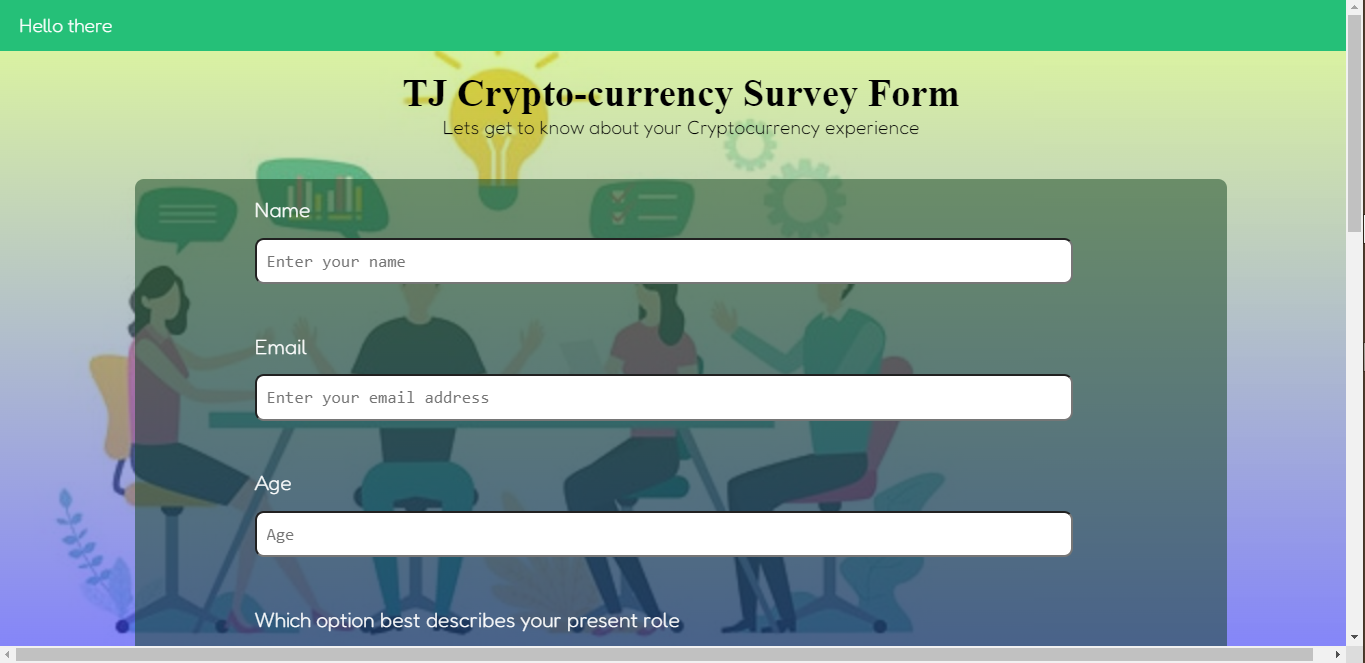 Hello there
TJ Crypto-currency Survey Form
Lets get to know about your Cryptocurrency experience
Name
Enter your name
Email
Enter your email address
Age
Age
Which option best describes your present role